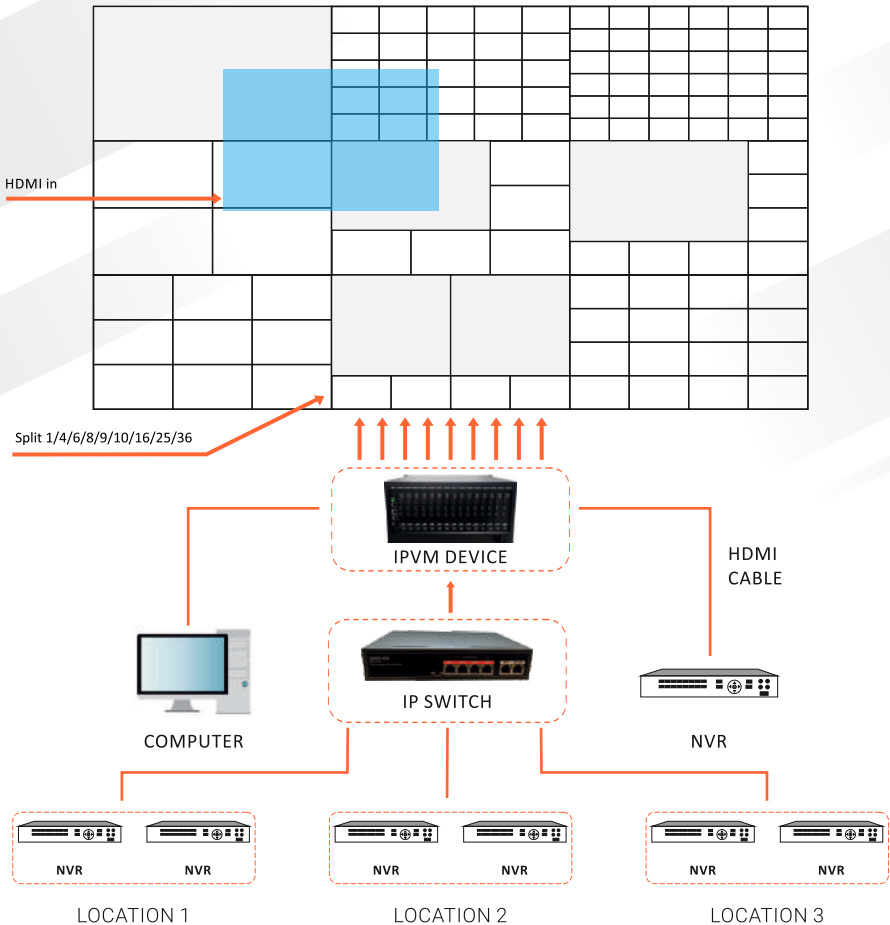 HDMI in
Split 1/4/6/8/9/10/16/25/36
IPVM DEVICE
HDMI
CABLE
IP SWITCH
COMPUTER
NVR
NVR
NVR
NVR
NVR
NVR
NVR
LOCATION 1
LOCATION 2
LOCATION 3